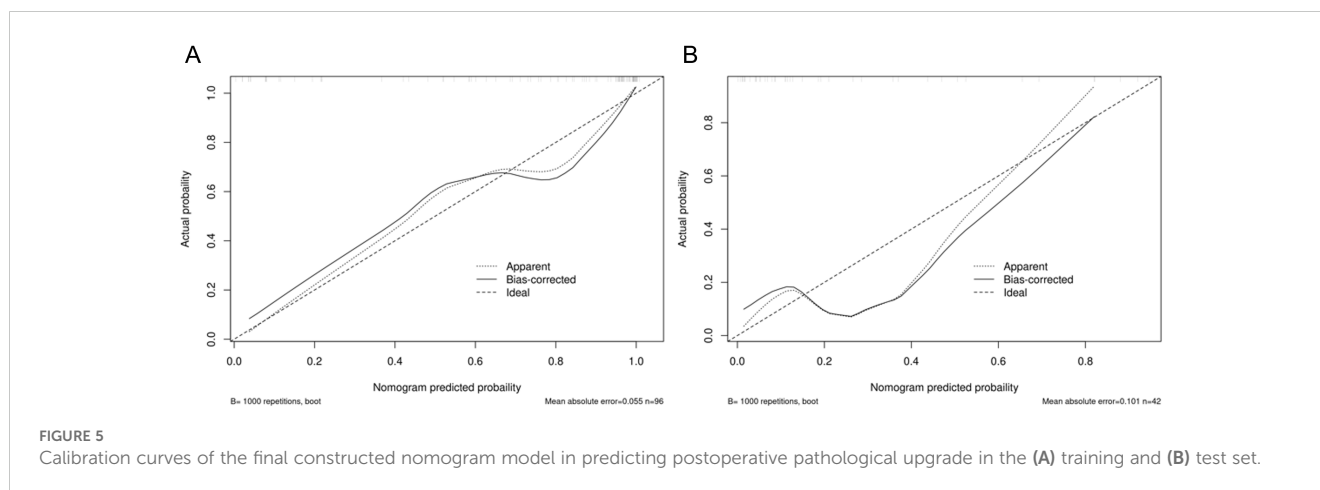 A
B
1.0
0.8
0.6
0.4
0.2
0.0
Actual probaility
Apparent
Bias-corrected
Ideal
0.0 0.2 0.4 0.6 0.8 1.0
Nomogram predicted probaility
B= 1000 repetitions, boot
Mean absolute error=0.055 n=96
0.8
0.6
0.4
0.2
0.0
Actual probaility
Apparent
Bias-corrected
Ideal
0.0 0.2 0.4 0.6 0.8
Nomogram predicted probaility
B= 1000 repetitions, boot
Mean absolute error=0.101 n=42
FIGURE 5
Calibration curves of the final constructed nomogram model in predicting postoperative pathological upgrade in the (A) training and (B) test set.